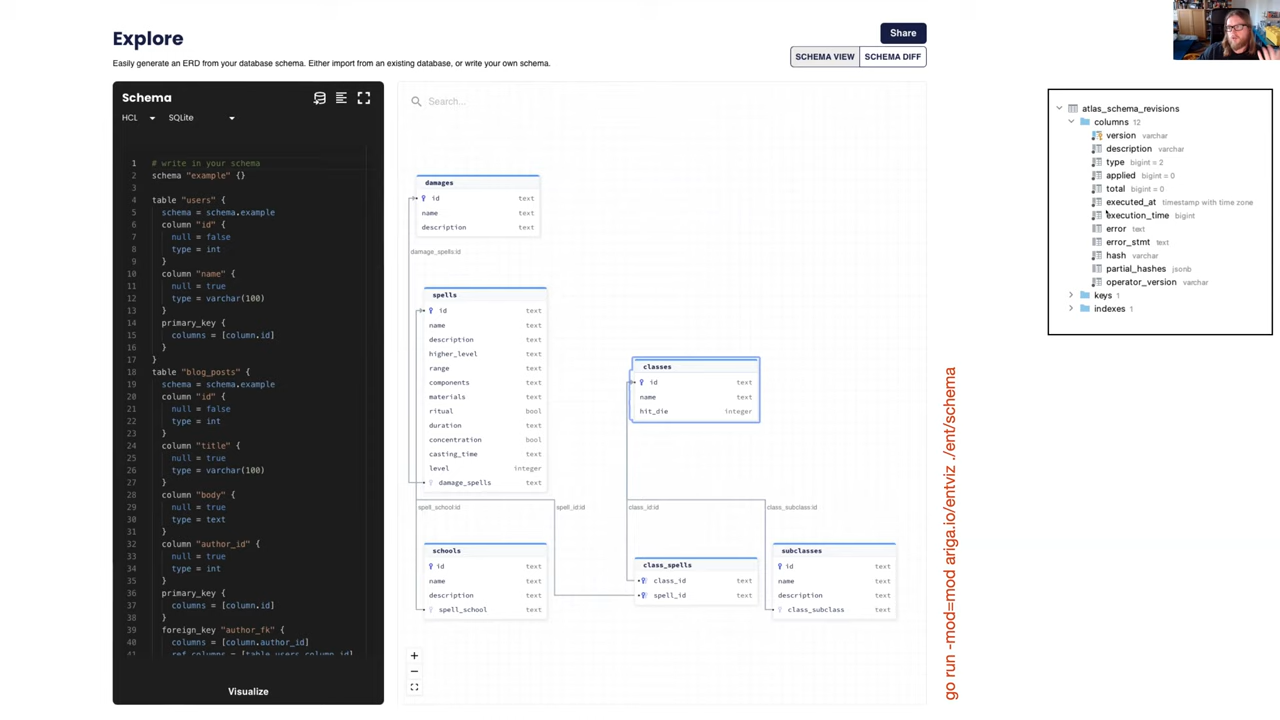 Explore
Share
Easily generate an ERD from your database schema. Either import from an existing database, or write your own schema.
SCHEMA VIEW
SCHEMA DIFF
Schema
HCL
SQLite
1 # write in your schema
2 schema "example" {}
3
4 table "users" {
5 schema = schema.example
6 column "id" {
7 null = false
8 type = int
9 }
10 column "name" {
11 null = true
12 type = varchar(100)
13 }
14 primary_key {
15 columns = [column.id]
16 }
17 }
18 table "blog_posts" {
19 schema = schema.example
20 column "id" {
21 null = false
22 type = int
23 }
24 column "title" {
25 null = true
26 type = varchar(100)
27 }
28 column "body" {
29 null = true
30 type = text
31 }
32 column "author_id" {
33 null = true
34 type = int
35 }
36 primary_key {
37 columns = [column.id]
38 }
39 foreign_key "author_fk" {
40 columns = [column.author_id]
41 ref_columns = [table.users.column.id]
Visualize
Search...
damages
id text
name text
description text
damage_spells:id
spells
id text
name text
description text
higher_level text
range text
components text
materials text
ritual bool
duration text
concentration bool
casting_time text
level integer
damage_spells text
classes
id text
name text
hit_die integer
spell_school:id
spell_id:id
class_id:id
class_subclass:id
schools
id text
name text
description text
spell_school text
class_spells
class_id text
spell_id text
subclasses
id text
name text
description text
class_subclass text
+
−
go run -mod=mod ariga.io/entviz ./ent/schema
atlas_schema_revisions
columns 12
version varchar
description varchar
type bigint = 2
applied bigint = 0
total bigint = 0
executed_at timestamp with time zone
execution_time bigint
error text
error_stmt text
hash varchar
partial_hashes jsonb
operator_version varchar
keys 1
indexes 1